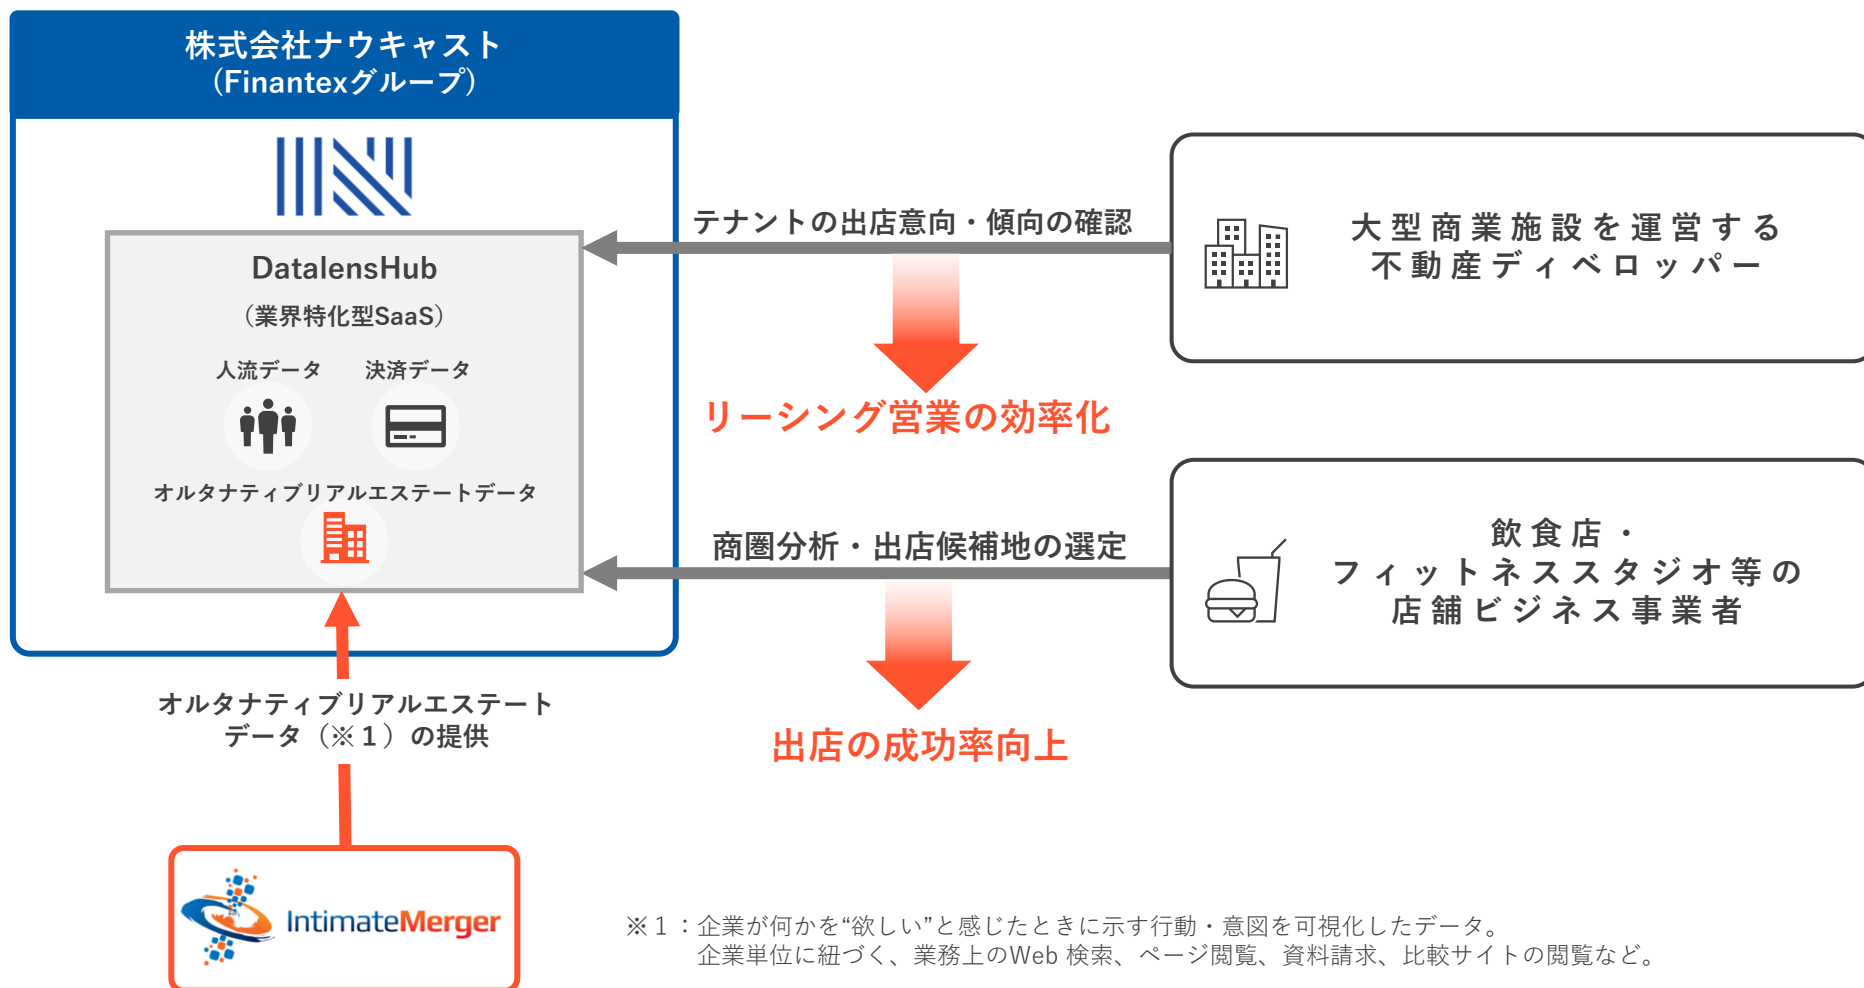 株式会社ナウキャスト
（Finantexグループ）
DatalensHub
（業界特化型SaaS）
人流データ
決済データ
オルタナティブリアルエステートデータ
テナントの出店意向・傾向の確認
リーシング営業の効率化
大型商業施設を運営する
不動産ディベロッパー
商圏分析・出店候補地の選定
出店の成功率向上
飲食店・
フィットネススタジオ等の
店舗ビジネス事業者
オルタナティブリアルエステート
データ（※１）の提供
IntimateMerger
※１：企業が何かを“欲しい”と感じたときに示す行動・意図を可視化したデータ。
企業単位に紐づく、業務上のWeb 検索、ページ閲覧、資料請求、比較サイトの閲覧など。